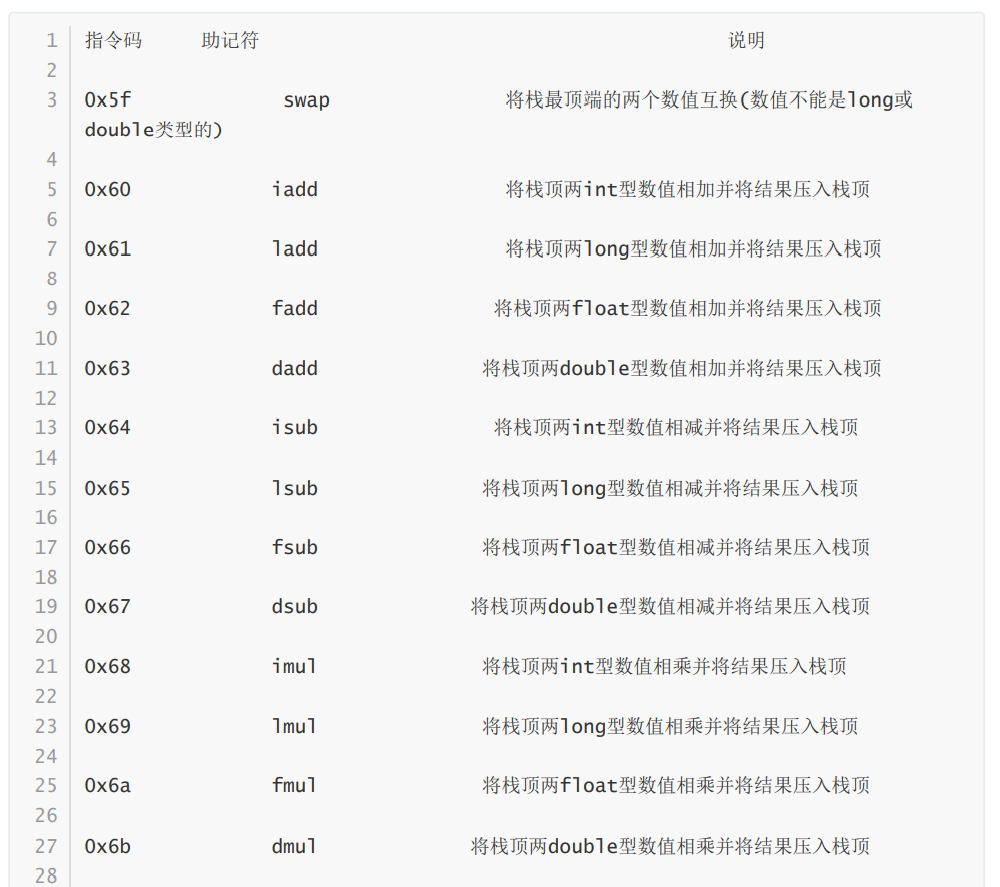 1 指令码 助记符 说明
2
3 0x5f swap 将栈最顶端的两个数值互换(数值不能是long或
double类型的)
4
5 0x60 iadd 将栈顶两int型数值相加并将结果压入栈顶
6
7 0x61 ladd 将栈顶两long型数值相加并将结果压入栈顶
8
9 0x62 fadd 将栈顶两float型数值相加并将结果压入栈顶
10
11 0x63 dadd 将栈顶两double型数值相加并将结果压入栈顶
12
13 0x64 isub 将栈顶两int型数值相减并将结果压入栈顶
14
15 0x65 lsub 将栈顶两long型数值相减并将结果压入栈顶
16
17 0x66 fsub 将栈顶两float型数值相减并将结果压入栈顶
18
19 0x67 dsub 将栈顶两double型数值相减并将结果压入栈顶
20
21 0x68 imul 将栈顶两int型数值相乘并将结果压入栈顶
22
23 0x69 lmul 将栈顶两long型数值相乘并将结果压入栈顶
24
25 0x6a fmul 将栈顶两float型数值相乘并将结果压入栈顶
26
27 0x6b dmul 将栈顶两double型数值相乘并将结果压入栈顶
28